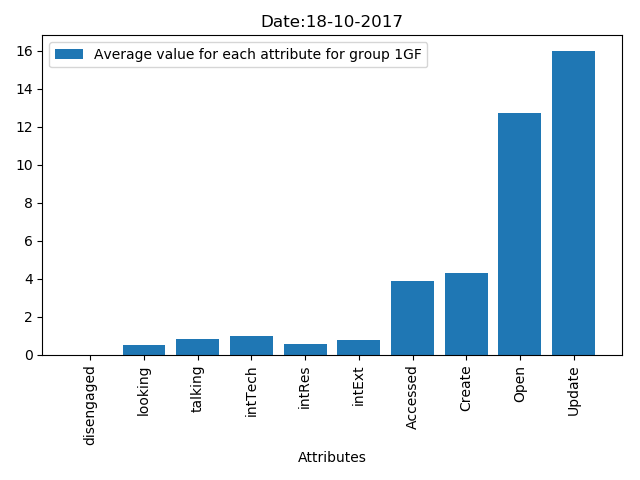 Date:18-10-2017
Average value for each attribute for group 1GF
16
14
12
10
8
6
4
2
0
disengaged
looking
talking
intTech
intRes
intExt
Accessed
Create
Open
Update
Attributes